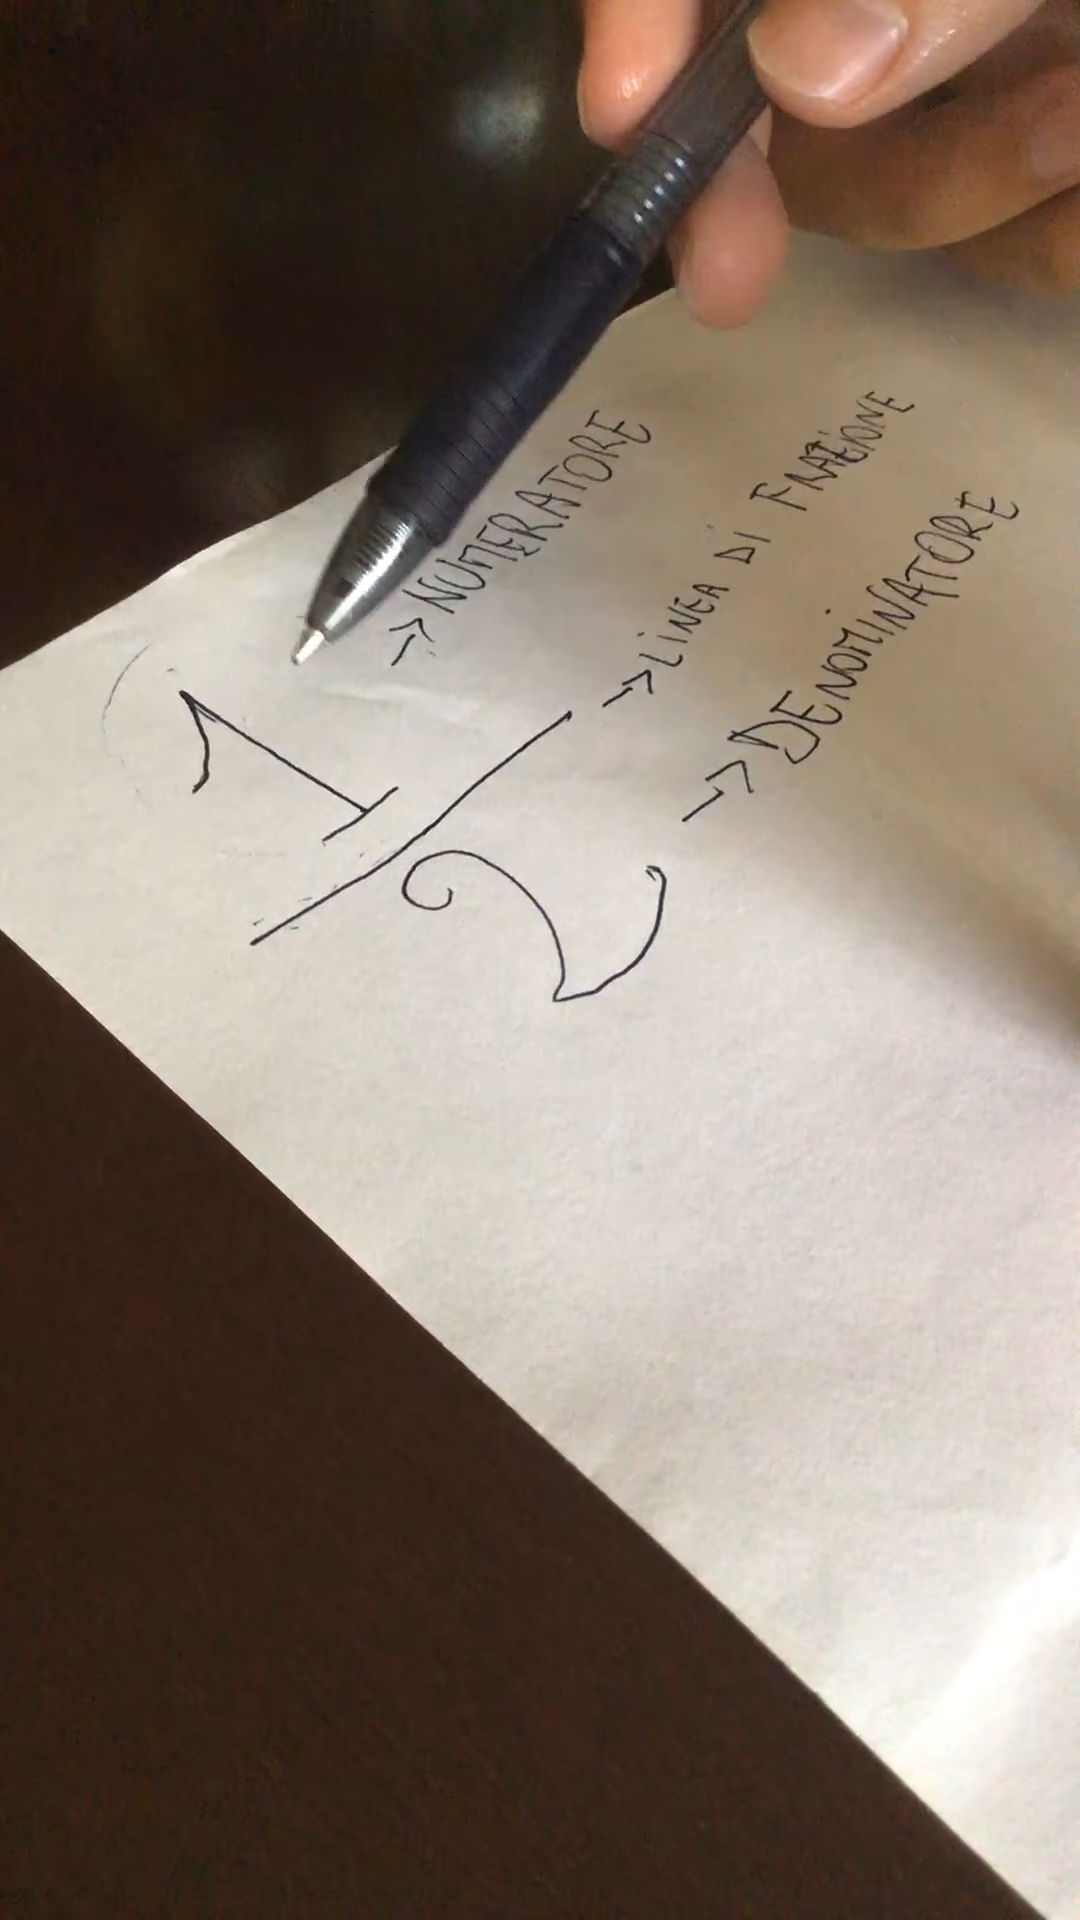 1 → NUMERATORE
→ LINEA DI FRAZIONE
2 → DENOMINATORE